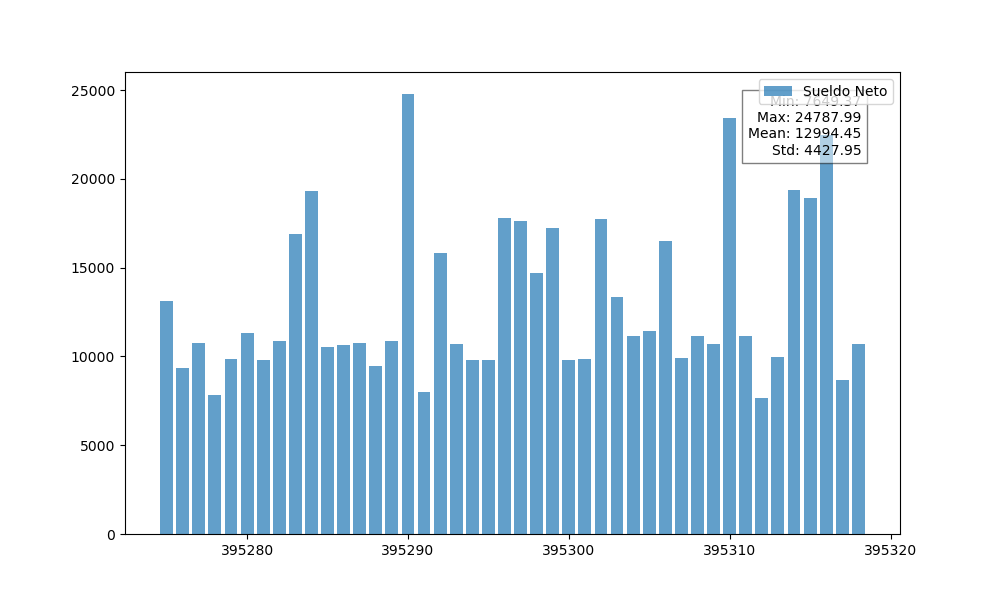 25000
20000
15000
10000
5000
0
Sueldo Neto
Min: 7649.37
Max: 24787.99
Mean: 12994.45
Std: 4427.95
395280
395290
395300
395310
395320